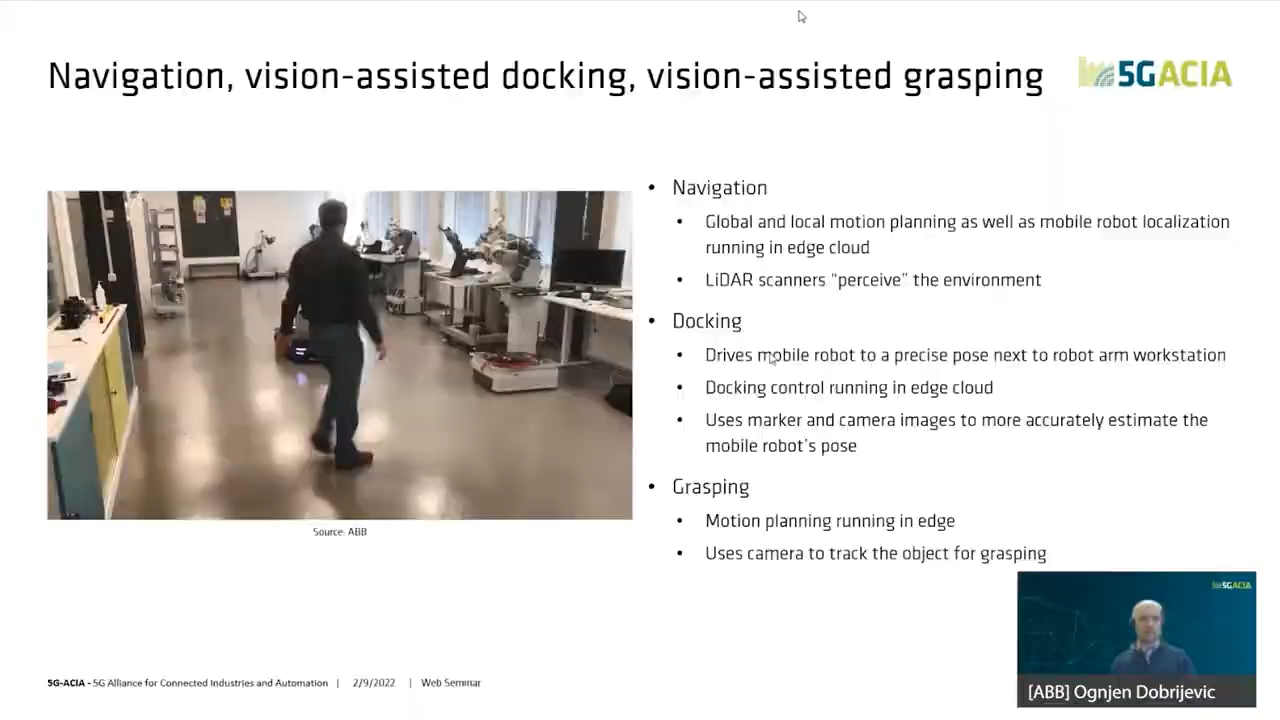 Navigation, vision-assisted docking, vision-assisted grasping
5GACIA
• Navigation
• Global and local motion planning as well as mobile robot localization
running in edge cloud
• LiDAR scanners “perceive” the environment
• Docking
• Drives mobile robot to a precise pose next to robot arm workstation
• Docking control running in edge cloud
• Uses marker and camera images to more accurately estimate the
mobile robot's pose
• Grasping
• Motion planning running in edge
• Uses camera to track the object for grasping
Source: ABB
5GACIA
[ABB] Ognjen Dobrijevic
5G-ACIA - 5G Alliance for Connected Industries and Automation | 2/9/2022 | Web Seminar